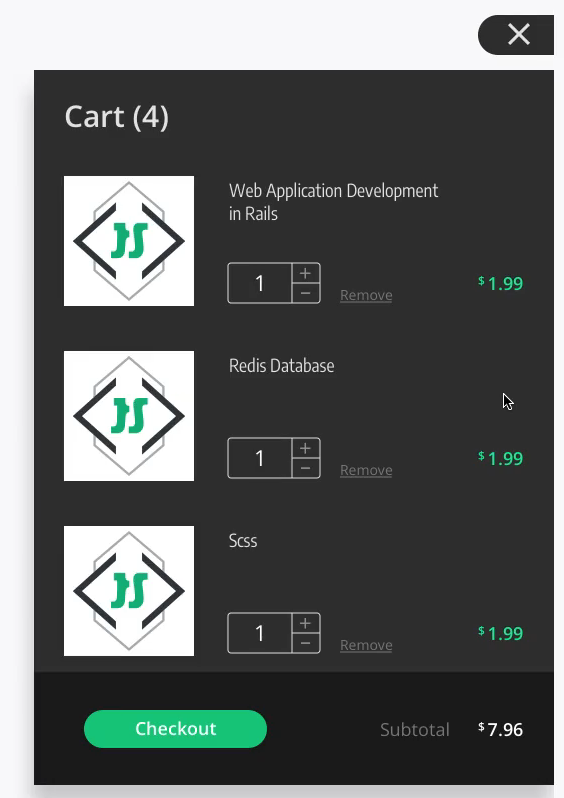 Cart (4)
JS
Web Application Development
in Rails
1
+
−
Remove
$1.99
JS
Redis Database
1
+
−
Remove
$1.99
JS
Scss
1
+
−
Remove
$1.99
Checkout
Subtotal
$7.96